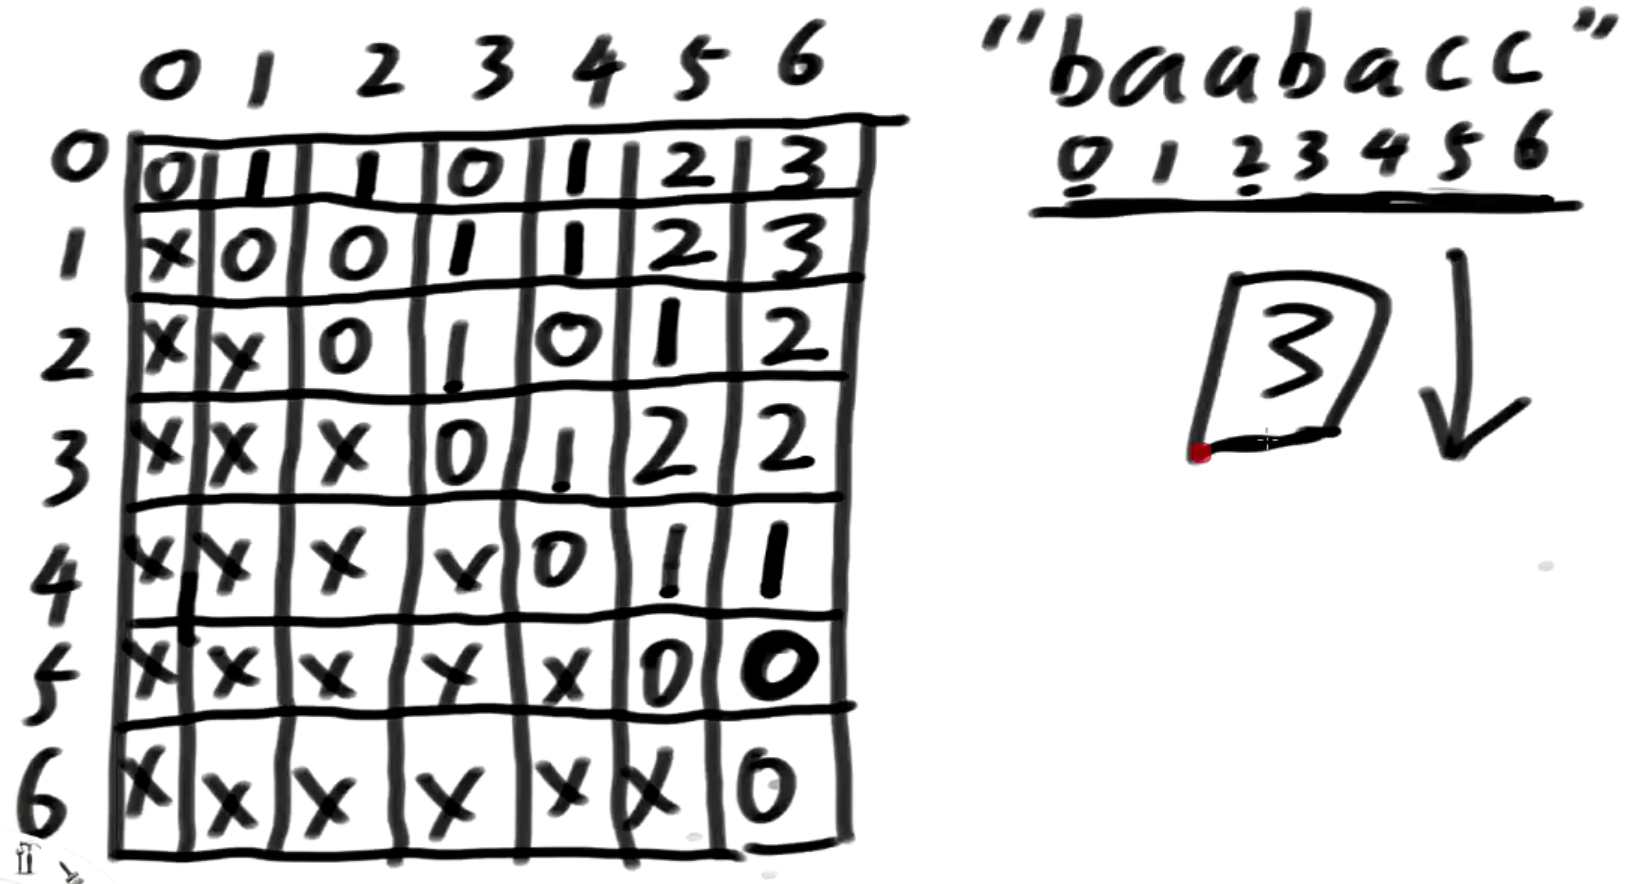 0 1 2 3 4 5 6
0 0 1 1 0 1 2 3
1 x 0 0 1 1 2 3
2 x x 0 1 0 1 2
3 x x x 0 1 2 2
4 x x x x 0 1 1
5 x x x x x 0 0
6 x x x x x x 0
"baabacc"
0 1 2 3 4 5 6
3